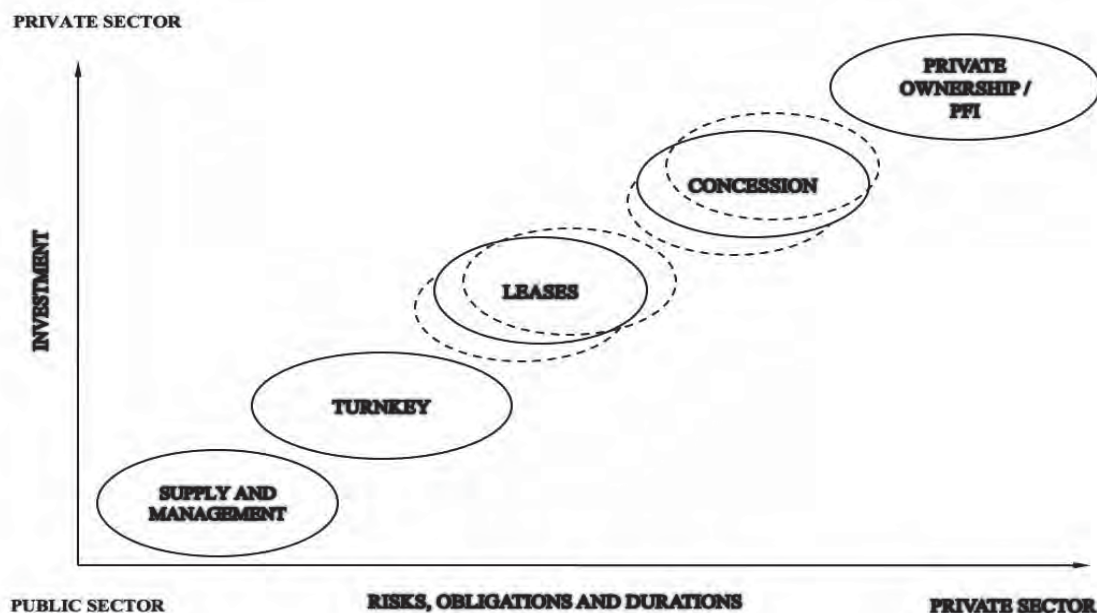 PRIVATE SECTOR
PRIVATE
OWNERSHIP /
PFI
CONCESSION
INVESTMENT
LEASES
TURNKEY
SUPPLY AND
MANAGEMENT
PUBLIC SECTOR
RISKS, OBLIGATIONS AND DURATIONS
PRIVATE SECTOR